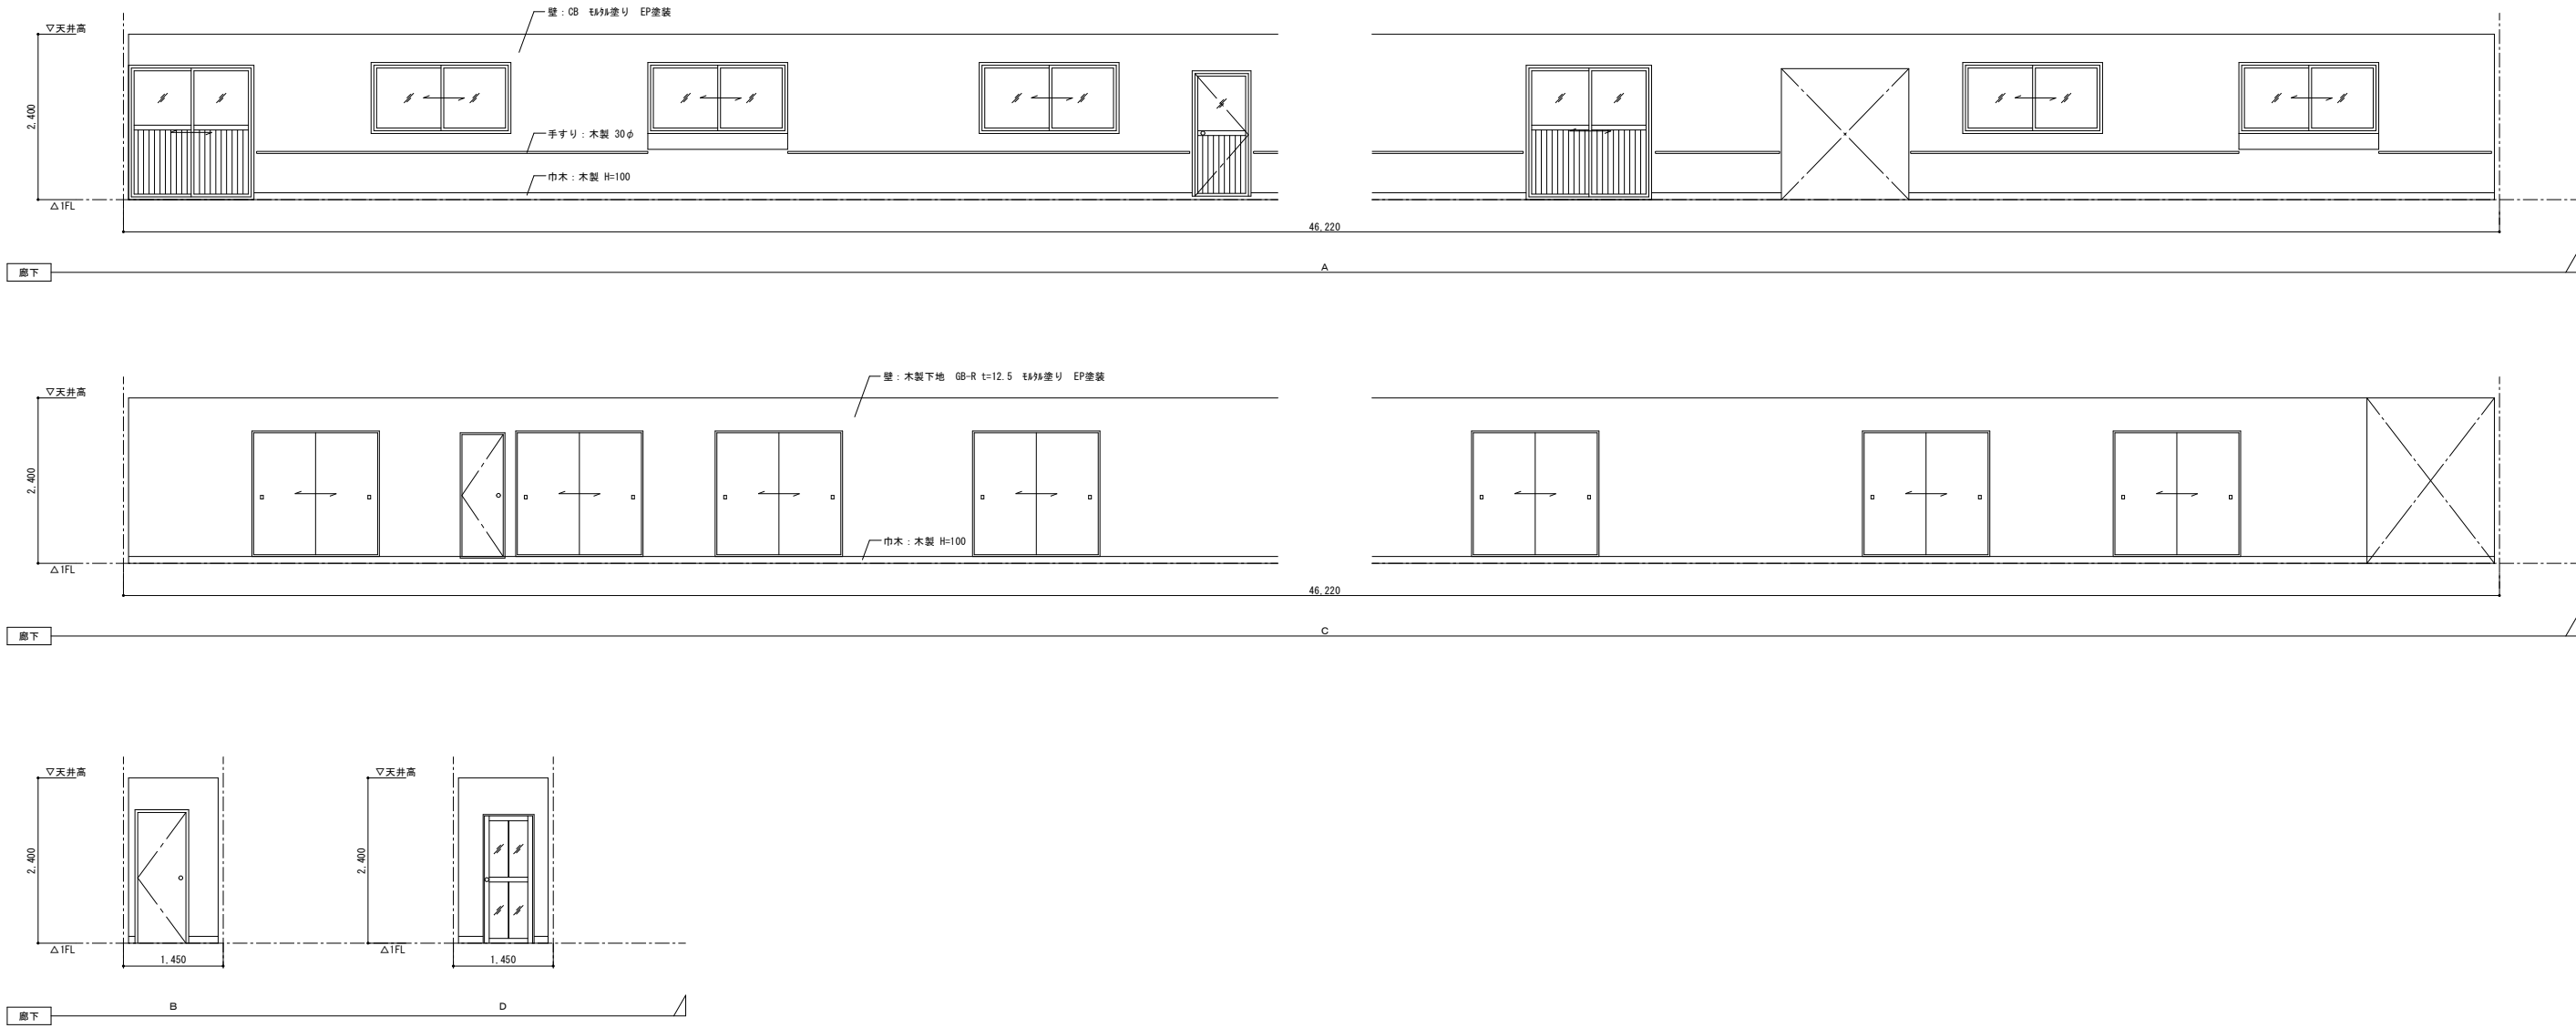 壁：CB ﾓﾙﾀﾙ塗り EP塗装
▽天井高
2,400
手すり：木製 30φ
巾木：木製 H=100
△1FL
46,220
廊下
A
壁：木製下地 GB-R t=12.5 ﾓﾙﾀﾙ塗り EP塗装
▽天井高
2,400
巾木：木製 H=100
△1FL
46,220
廊下
C
▽天井高
▽天井高
2,400
2,400
△1FL
△1FL
1,450
1,450
廊下
B
D